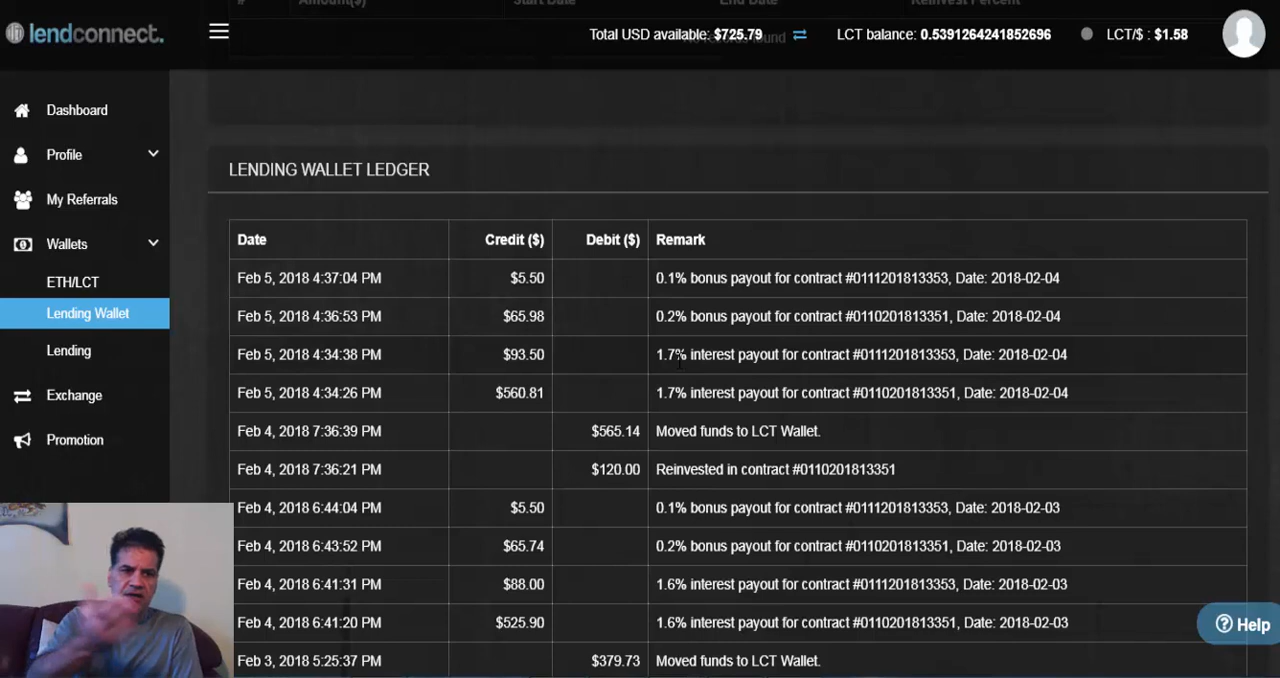 # Amount($) Start Date End Date Reinvest Percent
lendconnect. Total USD available: $725.79 LCT balance: 0.5391264241852696 LCT/$ : $1.58
found
Dashboard
Profile
My Referrals
Wallets
ETH/LCT
Lending Wallet
Lending
Exchange
Promotion
LENDING WALLET LEDGER
Date Credit ($) Debit ($) Remark
Feb 5, 2018 4:37:04 PM $5.50 0.1% bonus payout for contract #0111201813353, Date: 2018-02-04
Feb 5, 2018 4:36:53 PM $65.98 0.2% bonus payout for contract #0110201813351, Date: 2018-02-04
Feb 5, 2018 4:34:38 PM $93.50 1.7% interest payout for contract #0111201813353, Date: 2018-02-04
Feb 5, 2018 4:34:26 PM $560.81 1.7% interest payout for contract #0110201813351, Date: 2018-02-04
Feb 4, 2018 7:36:39 PM $565.14 Moved funds to LCT Wallet.
Feb 4, 2018 7:36:21 PM $120.00 Reinvested in contract #0110201813351
Feb 4, 2018 6:44:04 PM $5.50 0.1% bonus payout for contract #0111201813353, Date: 2018-02-03
Feb 4, 2018 6:43:52 PM $65.74 0.2% bonus payout for contract #0110201813351, Date: 2018-02-03
Feb 4, 2018 6:41:31 PM $88.00 1.6% interest payout for contract #0111201813353, Date: 2018-02-03
Feb 4, 2018 6:41:20 PM $525.90 1.6% interest payout for contract #0110201813351, Date: 2018-02-03
Feb 3, 2018 5:25:37 PM $379.73 Moved funds to LCT Wallet.
Help